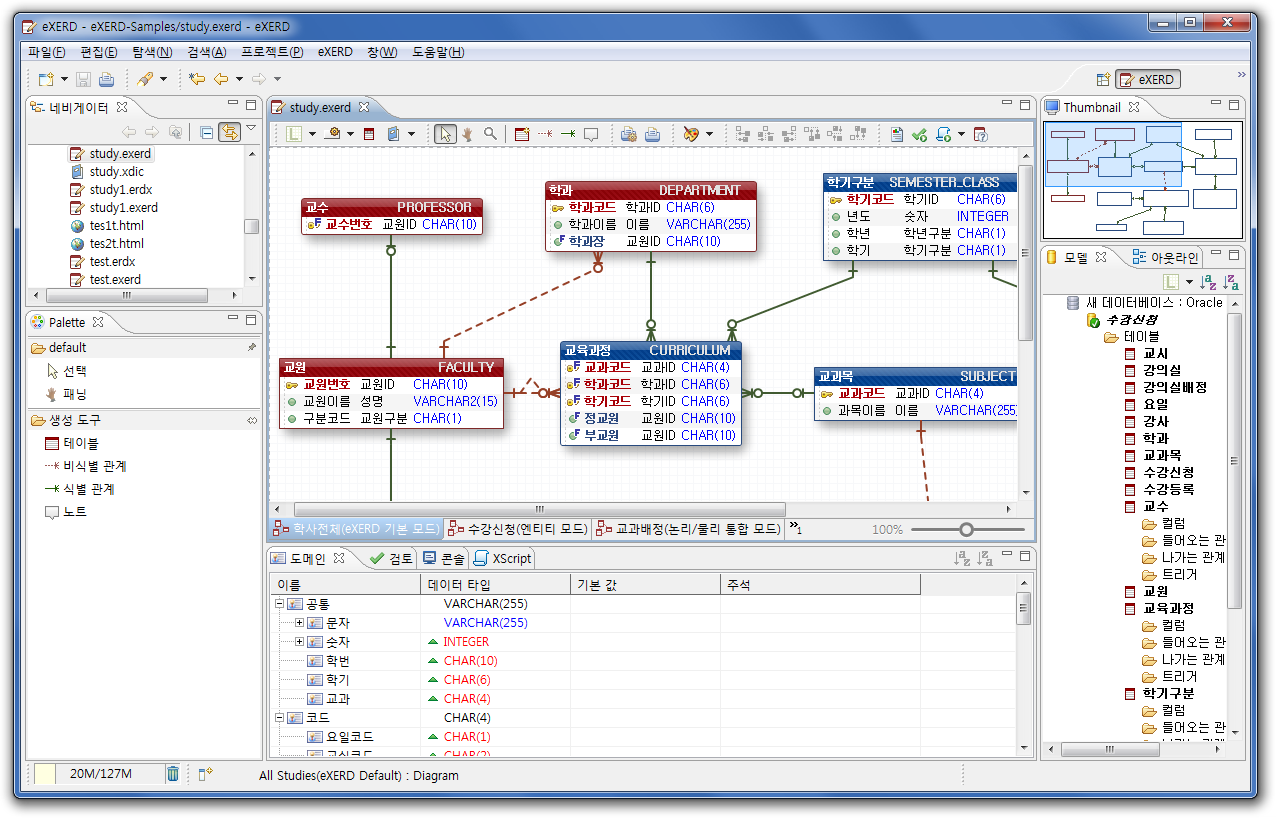 eXERD - eXERD-Samples/study.exerd - eXERD
파일(F) 편집(E) 탐색(N) 검색(A) 프로젝트(P) eXERD 창(W) 도움말(H)
eXERD
네비게이터
study.exerd
study.xdic
study1.erdx
study1.exerd
tes1t.html
tes2t.html
test.erdx
test.exerd
Palette
default
선택
패닝
생성 도구
테이블
비식별 관계
식별 관계
노트
study.exerd
교수 PROFESSOR
교수번호 교원ID CHAR(10)
학과 DEPARTMENT
학과코드 학과ID CHAR(6)
학과이름 이름 VARCHAR(255)
학과장 교원ID CHAR(10)
학기구분 SEMESTER_CLASS
학기코드 학기ID CHAR(6)
년도 숫자 INTEGER
학년 학년구분 CHAR(1)
학기 학기구분 CHAR(1)
교원 FACULTY
교원번호 교원ID CHAR(10)
교원이름 성명 VARCHAR2(15)
구분코드 교원구분 CHAR(1)
교육과정 CURRICULUM
교과코드 교과ID CHAR(4)
학과코드 학과ID CHAR(6)
학기코드 학기ID CHAR(6)
정교원 교원ID CHAR(10)
부교원 교원ID CHAR(10)
교과목 SUBJECT
교과코드 교과ID CHAR(4)
과목이름 이름 VARCHAR(255)
학사전체(eXERD 기본 모드) 수강신청(엔티티 모드) 교과배정(논리/물리 통합 모드) »1 100%
도메인 검토 콘솔 XScript
이름 데이터 타입 기본 값 주석
공통 VARCHAR(255)
문자 VARCHAR(255)
숫자 INTEGER
학번 CHAR(10)
학기 CHAR(6)
교과 CHAR(4)
코드 CHAR(4)
요일코드 CHAR(1)
교실코드 CHAR(2)
Thumbnail
모델 아웃라인
새 데이터베이스 : Oracle
수강신청
테이블
교시
강의실
강의실배정
요일
강사
학과
교과목
수강신청
수강등록
교수
컬럼
들어오는 관
나가는 관계
트리거
교원
교육과정
컬럼
들어오는 관
나가는 관계
트리거
학기구분
컬럼
들어오는 관
20M/127M All Studies(eXERD Default) : Diagram